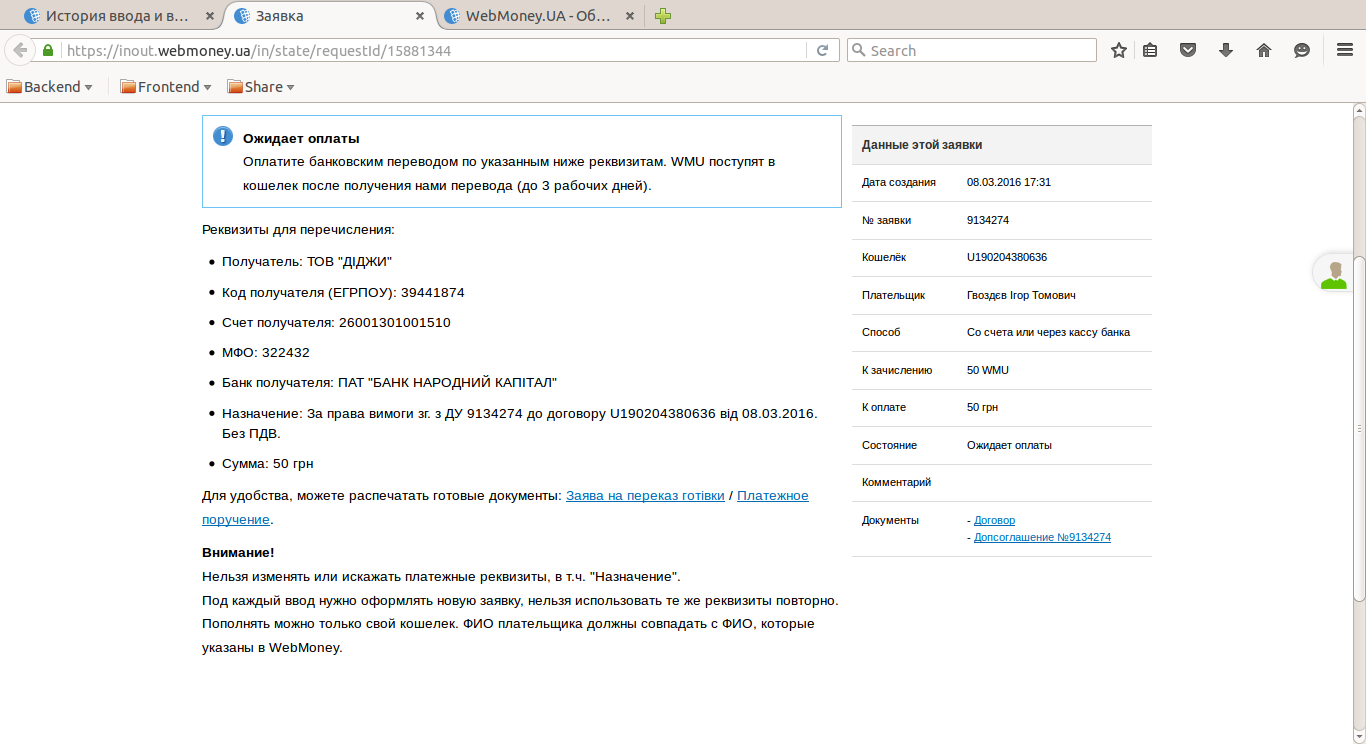 История ввода и в...
Заявка
WebMoney.UA - Об...
https://inout.webmoney.ua/in/state/requestId/15881344
Search
Backend
Frontend
Share
Ожидает оплаты
Оплатите банковским переводом по указанным ниже реквизитам. WMU поступят в
кошелек после получения нами перевода (до 3 рабочих дней).
Реквизиты для перечисления:
Получатель: ТОВ "ДІДЖИ"
Код получателя (ЕГРПОУ): 39441874
Счет получателя: 26001301001510
МФО: 322432
Банк получателя: ПАТ "БАНК НАРОДНИЙ КАПІТАЛ"
Назначение: За права вимоги зг. з ДУ 9134274 до договору U190204380636 від 08.03.2016.
Без ПДВ.
Сумма: 50 грн
Для удобства, можете распечатать готовые документы: Заява на переказ готівки / Платежное
поручение.
Внимание!
Нельзя изменять или искажать платежные реквизиты, в т.ч. "Назначение".
Под каждый ввод нужно оформлять новую заявку, нельзя использовать те же реквизиты повторно.
Пополнять можно только свой кошелек. ФИО плательщика должны совпадать с ФИО, которые
указаны в WebMoney.
Данные этой заявки
Дата создания 08.03.2016 17:31
№ заявки 9134274
Кошелёк U190204380636
Плательщик Гвоздєв Ігор Томович
Способ Со счета или через кассу банка
К зачислению 50 WMU
К оплате 50 грн
Состояние Ожидает оплаты
Комментарий
Документы - Договор
- Допсоглашение №9134274